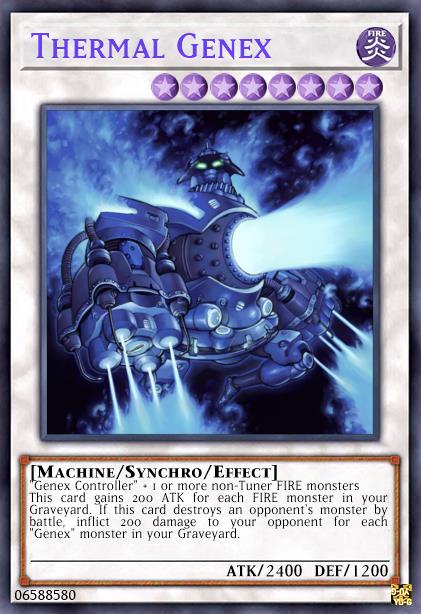 THERMAL GENEX
FIRE
炎
[MACHINE/SYNCHRO/EFFECT]
"Genex Controller" + 1 or more non-Tuner FIRE monsters
This card gains 200 ATK for each FIRE monster in your
Graveyard. If this card destroys an opponent's monster by
battle, inflict 200 damage to your opponent for each
"Genex" monster in your Graveyard.
ATK/2400 DEF/1200
06588580